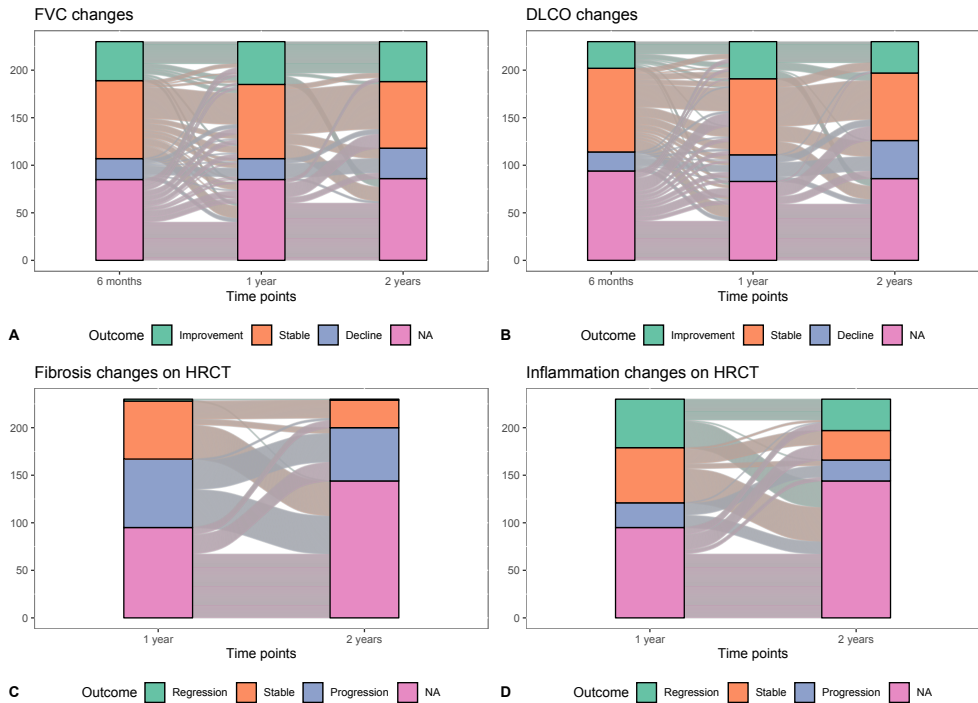 FVC changes
200
150
100
50
0
6 months
1 year
2 years
Time points
A
Outcome
Improvement
Stable
Decline
NA
DLCO changes
200
150
100
50
0
6 months
1 year
2 years
Time points
B
Outcome
Improvement
Stable
Decline
NA
Fibrosis changes on HRCT
200
150
100
50
0
1 year
2 years
Time points
C
Outcome
Regression
Stable
Progression
NA
Inflammation changes on HRCT
200
150
100
50
0
1 year
2 years
Time points
D
Outcome
Regression
Stable
Progression
NA